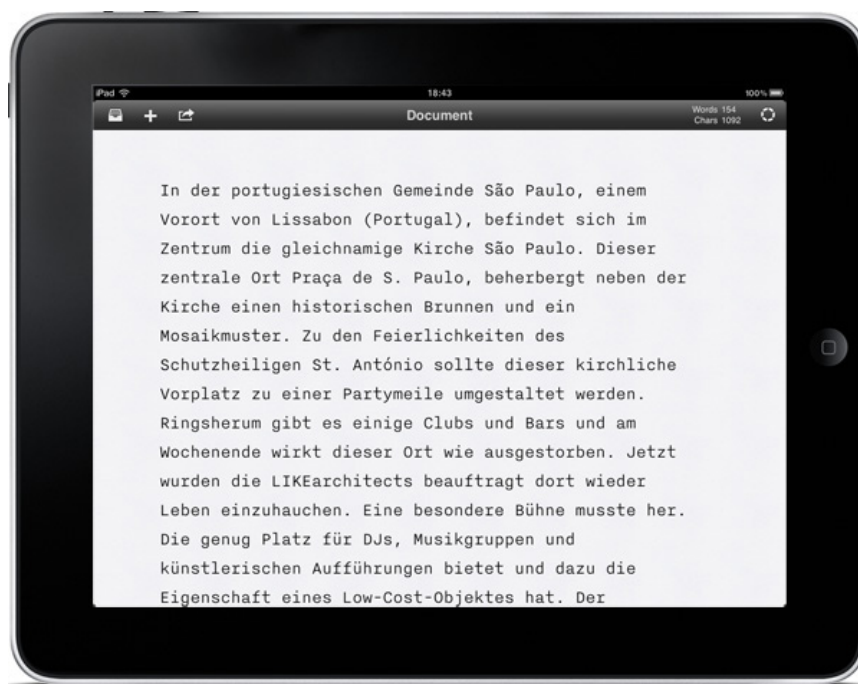 iPad 18:43 100%
Document
Words 154
Chars 1092
In der portugiesischen Gemeinde São Paulo, einem
Vorort von Lissabon (Portugal), befindet sich im
Zentrum die gleichnamige Kirche São Paulo. Dieser
zentrale Ort Praça de S. Paulo, beherbergt neben der
Kirche einen historischen Brunnen und ein
Mosaikmuster. Zu den Feierlichkeiten des
Schutzheiligen St. António sollte dieser kirchliche
Vorplatz zu einer Partymeile umgestaltet werden.
Ringsherum gibt es einige Clubs und Bars und am
Wochenende wirkt dieser Ort wie ausgestorben. Jetzt
wurden die LIKEarchitects beauftragt dort wieder
Leben einzuhauchen. Eine besondere Bühne musste her.
Die genug Platz für DJs, Musikgruppen und
künstlerischen Aufführungen bietet und dazu die
Eigenschaft eines Low-Cost-Objektes hat. Der